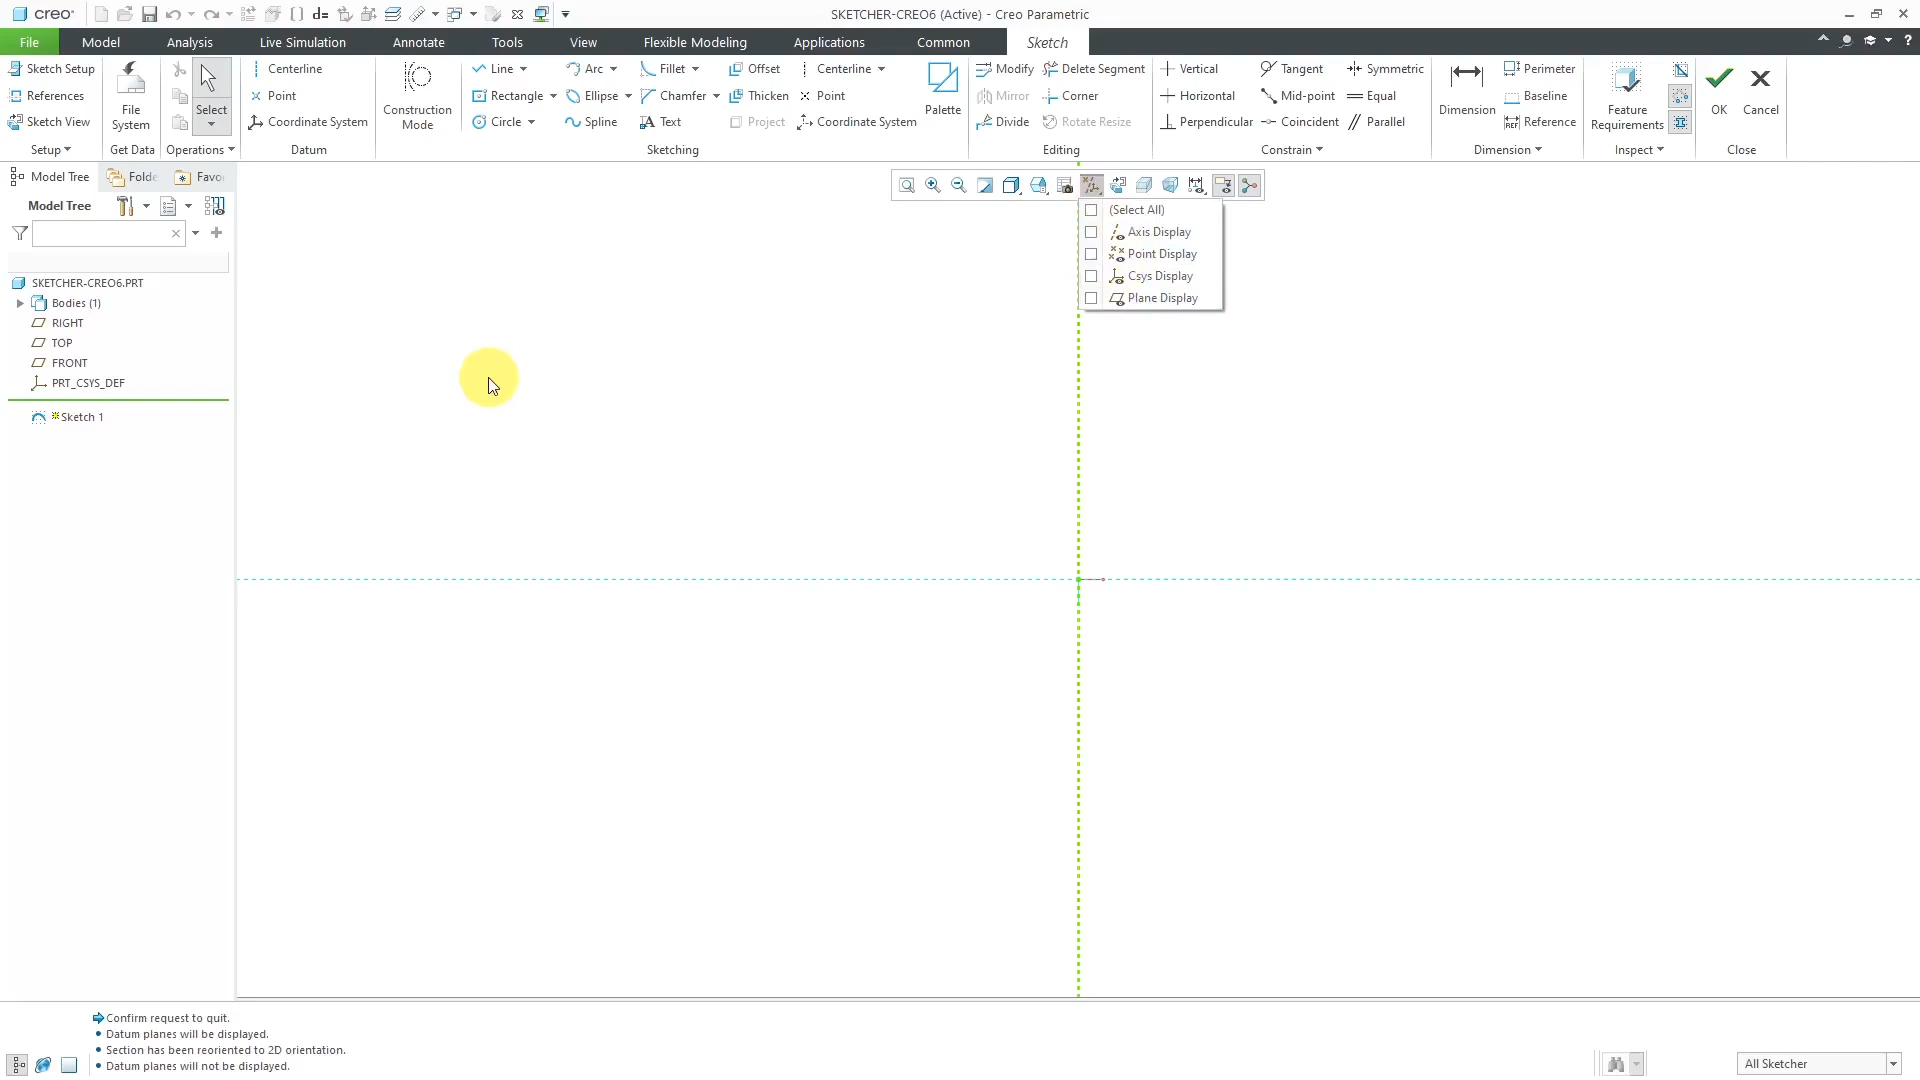 creo®
SKETCHER-CREO6 (Active) - Creo Parametric
File Model Analysis Live Simulation Annotate Tools View Flexible Modeling Applications Common Sketch
Sketch Setup
References
Sketch View
Setup
File System
Get Data
Select
Operations
Centerline
Point
Coordinate System
Datum
Construction Mode
Line Arc Fillet Offset Centerline
Rectangle Ellipse Chamfer Thicken Point
Circle Spline Text Project Coordinate System
Palette
Sketching
Modify Delete Segment
Mirror Corner
Divide Rotate Resize
Editing
Vertical Tangent Symmetric
Horizontal Mid-point Equal
Perpendicular Coincident Parallel
Constrain
Dimension
Perimeter
Baseline
REF Reference
Dimension
Feature Requirements
Inspect
OK Cancel
Close
Model Tree Folde Favo
Model Tree
SKETCHER-CREO6.PRT
Bodies (1)
RIGHT
TOP
FRONT
PRT_CSYS_DEF
Sketch 1
(Select All)
Axis Display
Point Display
Csys Display
Plane Display
Confirm request to quit.
• Datum planes will be displayed.
• Section has been reoriented to 2D orientation.
• Datum planes will not be displayed.
All Sketcher